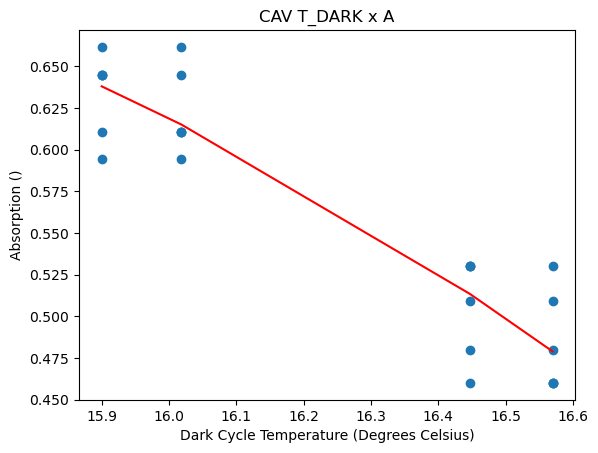 CAV T_DARK x A
Absorption ()
0.650
0.625
0.600
0.575
0.550
0.525
0.500
0.475
0.450
15.9 16.0 16.1 16.2 16.3 16.4 16.5 16.6
Dark Cycle Temperature (Degrees Celsius)